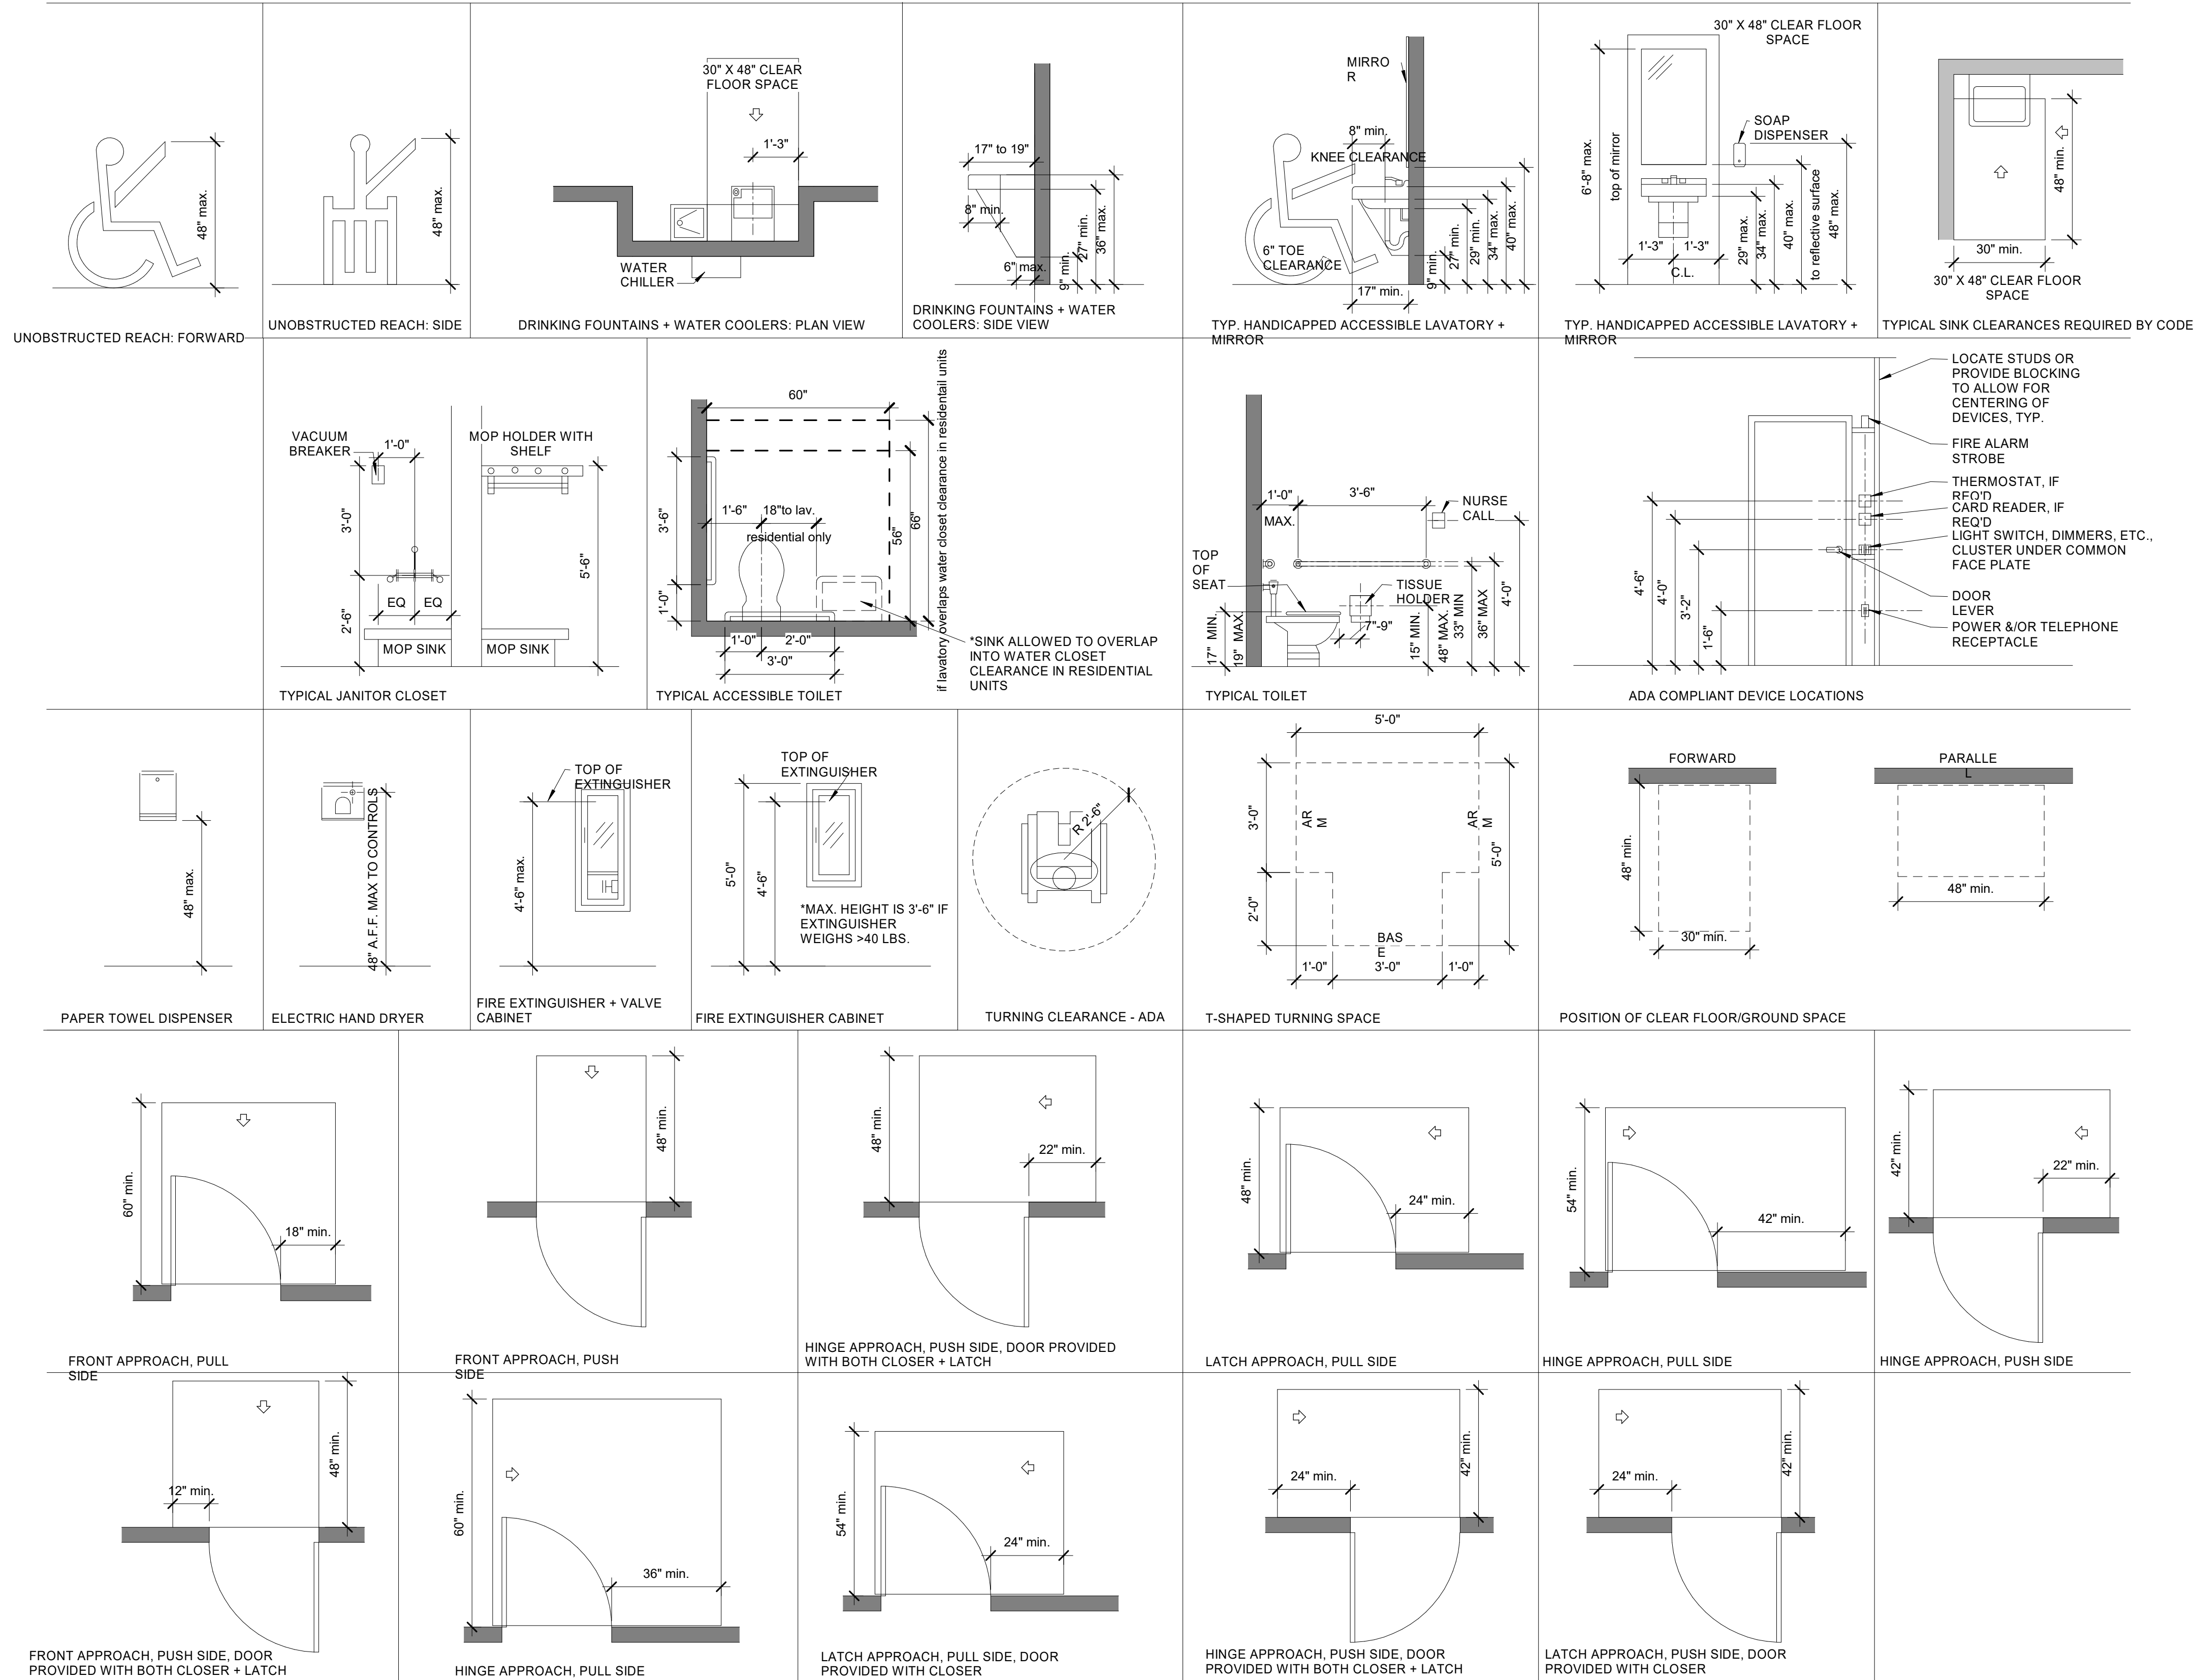 30" X 48" CLEAR
FLOOR SPACE
1'-3"
WATER
CHILLER
48" max.
UNOBSTRUCTED REACH: FORWARD
48" max.
UNOBSTRUCTED REACH: SIDE
DRINKING FOUNTAINS + WATER COOLERS: PLAN VIEW
17" to 19"
8" min.
6" max.
9" min.
27" min.
36" max.
DRINKING FOUNTAINS + WATER
COOLERS: SIDE VIEW
MIRRO
R
8" min.
KNEE CLEARANCE
6" TOE
CLEARANCE
17" min.
9" min.
27" min.
29" min.
34" max.
40" max.
TYP. HANDICAPPED ACCESSIBLE LAVATORY +
MIRROR
30" X 48" CLEAR FLOOR
SPACE
6'-8" max.
top of mirror
SOAP
DISPENSER
1'-3"
1'-3"
C.L.
29" max.
34" max.
40" max.
to reflective surface
48" max.
TYP. HANDICAPPED ACCESSIBLE LAVATORY +
MIRROR
48" min.
30" min.
30" X 48" CLEAR FLOOR
SPACE
TYPICAL SINK CLEARANCES REQUIRED BY CODE
VACUUM
BREAKER
1'-0"
MOP HOLDER WITH
SHELF
3'-0"
2'-6"
EQ
EQ
5'-6"
MOP SINK
MOP SINK
TYPICAL JANITOR CLOSET
60"
3'-6"
1'-0"
1'-6"
18"to lav.
residential only
56"
66"
if lavatory overlaps water closet clearance in residentail units
1'-0"
2'-0"
3'-0"
*SINK ALLOWED TO OVERLAP
INTO WATER CLOSET
CLEARANCE IN RESIDENTIAL
UNITS
TYPICAL ACCESSIBLE TOILET
1'-0"
MAX.
3'-6"
NURSE
CALL
TOP
OF
SEAT
TISSUE
HOLDER
7"-9"
17" MIN.
19" MAX.
15" MIN.
48" MAX.
33" MIN
36" MAX
4'-0"
TYPICAL TOILET
LOCATE STUDS OR
PROVIDE BLOCKING
TO ALLOW FOR
CENTERING OF
DEVICES, TYP.
FIRE ALARM
STROBE
THERMOSTAT, IF
REQ'D
CARD READER, IF
REQ'D
LIGHT SWITCH, DIMMERS, ETC.,
CLUSTER UNDER COMMON
FACE PLATE
DOOR
LEVER
POWER &/OR TELEPHONE
RECEPTACLE
4'-6"
4'-0"
3'-2"
1'-6"
ADA COMPLIANT DEVICE LOCATIONS
48" max.
PAPER TOWEL DISPENSER
48" A.F.F. MAX TO CONTROLS
ELECTRIC HAND DRYER
TOP OF
EXTINGUISHER
4'-6" max.
FIRE EXTINGUISHER + VALVE
CABINET
TOP OF
EXTINGUISHER
5'-0"
4'-6"
*MAX. HEIGHT IS 3'-6" IF
EXTINGUISHER
WEIGHS >40 LBS.
FIRE EXTINGUISHER CABINET
R 2'-6"
TURNING CLEARANCE - ADA
5'-0"
3'-0"
2'-0"
AR
M
AR
M
5'-0"
BAS
E
1'-0"
3'-0"
1'-0"
T-SHAPED TURNING SPACE
FORWARD
48" min.
30" min.
PARALLE
L
48" min.
POSITION OF CLEAR FLOOR/GROUND SPACE
60" min.
18" min.
FRONT APPROACH, PULL
SIDE
48" min.
FRONT APPROACH, PUSH
SIDE
48" min.
22" min.
HINGE APPROACH, PUSH SIDE, DOOR PROVIDED
WITH BOTH CLOSER + LATCH
48" min.
24" min.
LATCH APPROACH, PULL SIDE
54" min.
42" min.
HINGE APPROACH, PULL SIDE
42" min.
22" min.
HINGE APPROACH, PUSH SIDE
48" min.
12" min.
FRONT APPROACH, PUSH SIDE, DOOR
PROVIDED WITH BOTH CLOSER + LATCH
60" min.
36" min.
HINGE APPROACH, PULL SIDE
54" min.
24" min.
LATCH APPROACH, PULL SIDE, DOOR
PROVIDED WITH CLOSER
24" min.
42" min.
HINGE APPROACH, PUSH SIDE, DOOR
PROVIDED WITH BOTH CLOSER + LATCH
24" min.
42" min.
LATCH APPROACH, PUSH SIDE, DOOR
PROVIDED WITH CLOSER